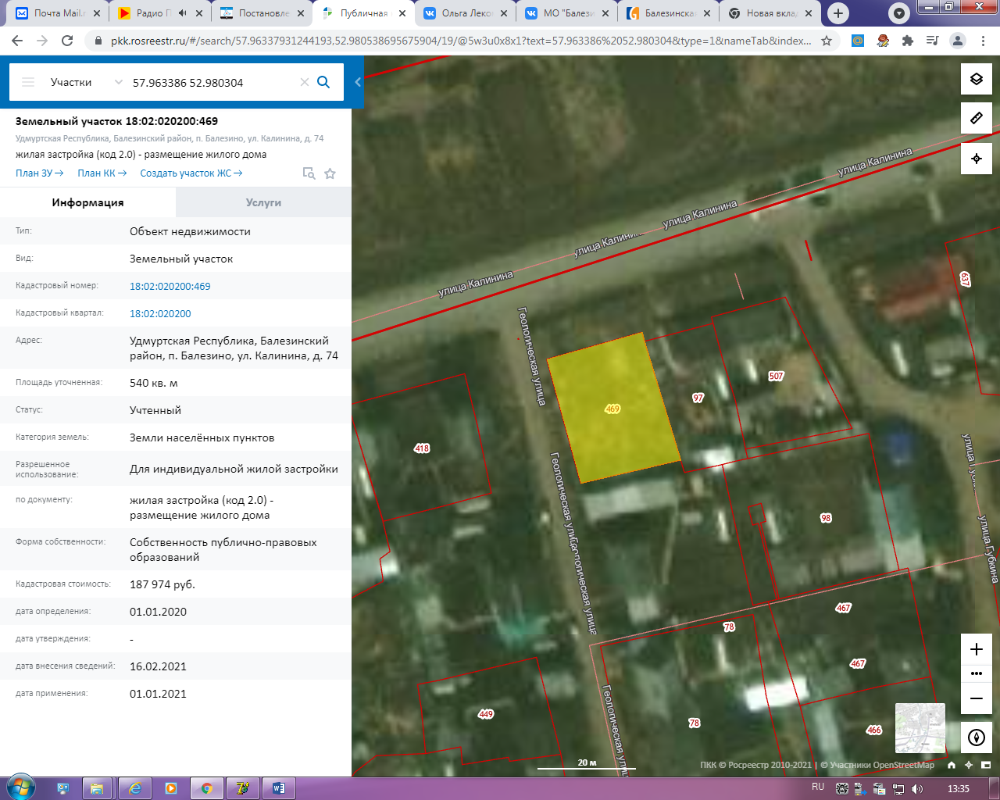 Почта Mail.r
Радио П
Постановле
Публичная
Ольга Леко
МО "Балези
Балезинска
Новая вкла
pkk.rosreestr.ru/#/search/57.96337931244193,52.980538695675904/19/@5w3u0x8x1?text=57.963386%2052.980304&type=1&nameTab&index...
Участки
57.963386 52.980304
Земельный участок 18:02:020200:469
Удмуртская Республика, Балезинский район, п. Балезино, ул. Калинина, д. 74
жилая застройка (код 2.0) - размещение жилого дома
План ЗУ → План КК → Создать участок ЖС →
Информация Услуги
Тип: Объект недвижимости
Вид: Земельный участок
Кадастровый номер: 18:02:020200:469
Кадастровый квартал: 18:02:020200
Адрес: Удмуртская Республика, Балезинский
район, п. Балезино, ул. Калинина, д. 74
Площадь уточненная: 540 кв. м
Статус: Учтенный
Категория земель: Земли населённых пунктов
Разрешенное
использование: Для индивидуальной жилой застройки
по документу: жилая застройка (код 2.0) -
размещение жилого дома
Форма собственности: Собственность публично-правовых
образований
Кадастровая стоимость: 187 974 руб.
дата определения: 01.01.2020
дата утверждения: -
дата внесения сведений: 16.02.2021
дата применения: 01.01.2021
улица Калинина
улица Калинина
улица Калинина
улица Калинина
637
Геологическая улица
507
97
469
418
98
Геологическая улица
Геологическая улица
улица Губкина
467
78
467
449
78
466
Геологическая улица
20 м
ПКК © Росреестр 2010-2021 | © Участники OpenStreetMap
RU
13:35